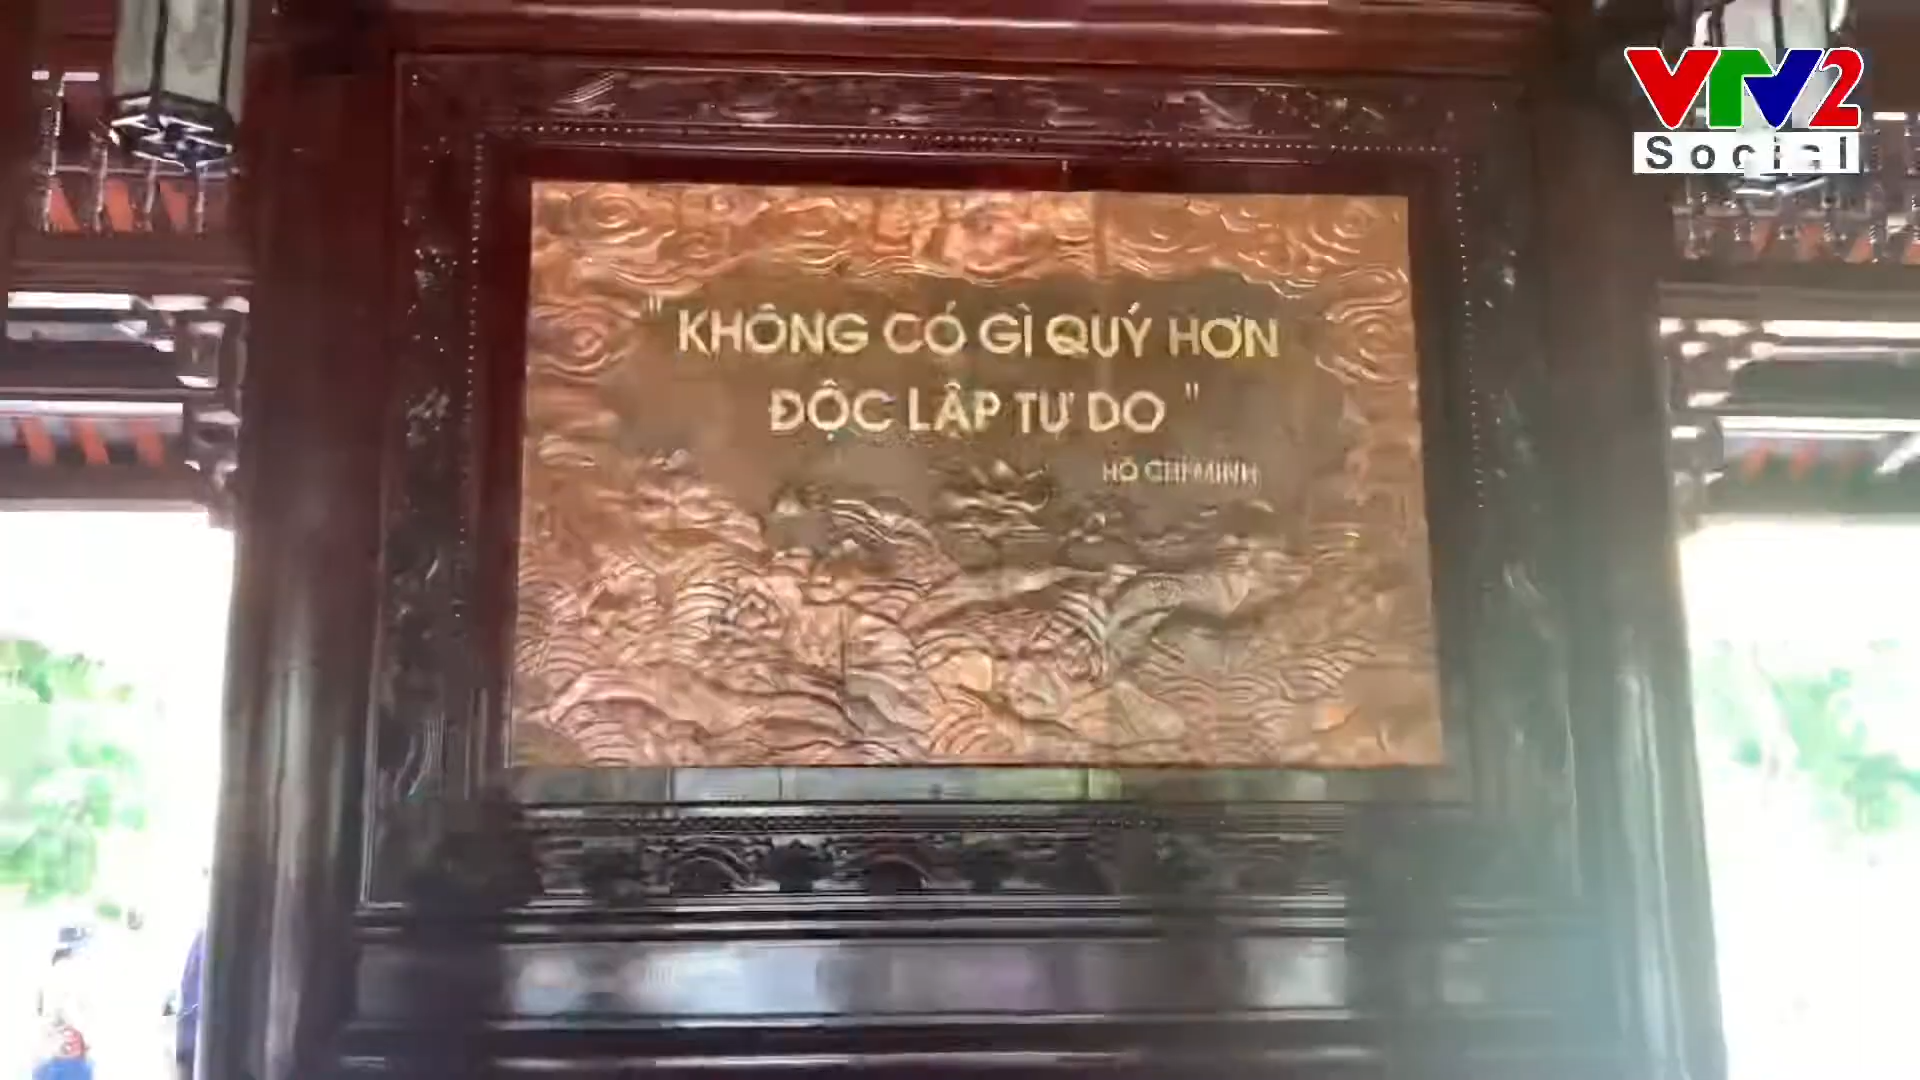 VTV2
Social
" KHÔNG CÓ GÌ QUÝ HƠN
ĐỘC LẬP TỰ DO "
HỒ CHÍ MINH